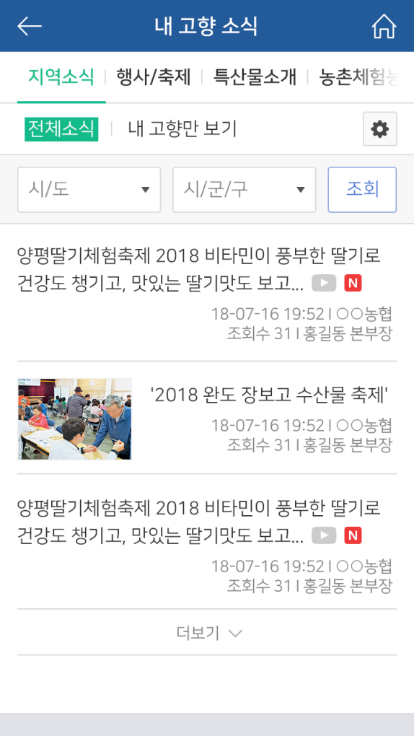 내 고향 소식
지역소식 행사/축제 특산물소개 농촌체험농
전체소식 내 고향만 보기
시/도 시/군/구 조회
양평딸기체험축제 2018 비타민이 풍부한 딸기로
건강도 챙기고, 맛있는 딸기맛도 보고... N
18-07-16 19:52 I ○○농협
조회수 31 I 홍길동 본부장
'2018 완도 장보고 수산물 축제'
18-07-16 19:52 I ○○농협
조회수 31 I 홍길동 본부장
양평딸기체험축제 2018 비타민이 풍부한 딸기로
건강도 챙기고, 맛있는 딸기맛도 보고... N
18-07-16 19:52 I ○○농협
조회수 31 I 홍길동 본부장
더보기